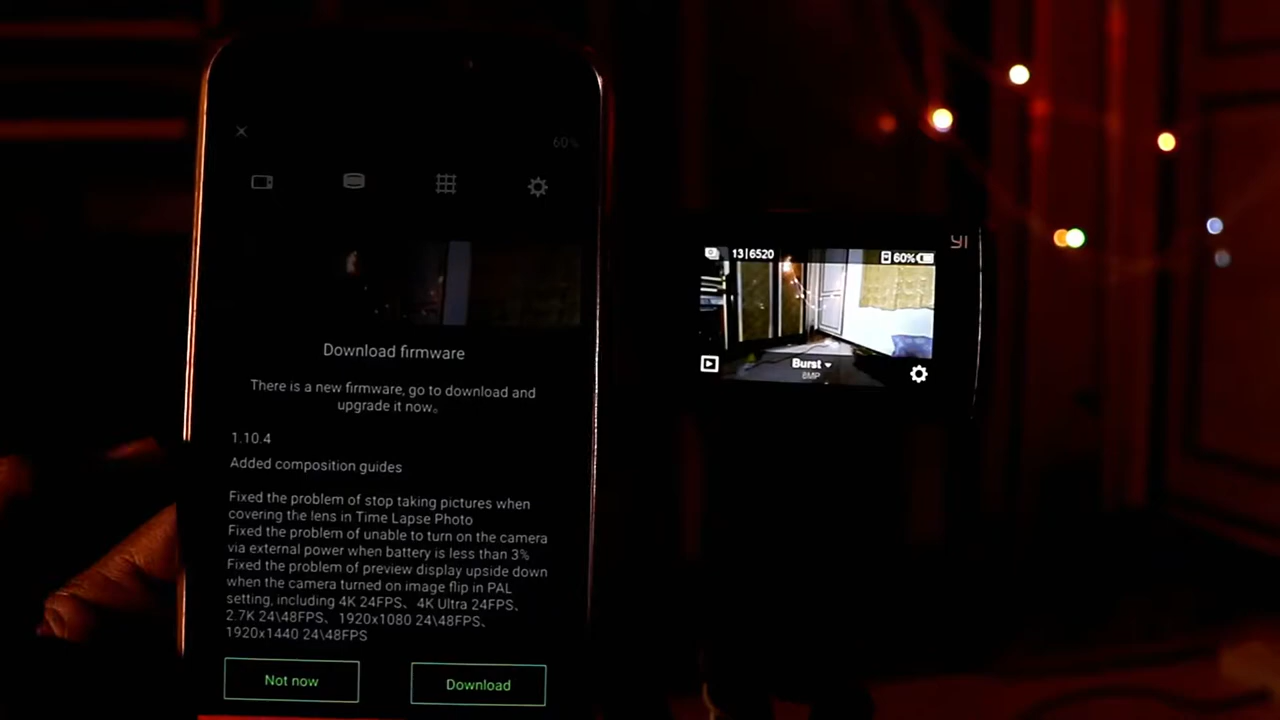 60%
Download firmware
There is a new firmware, go to download and
upgrade it now。
1.10.4
Added composition guides
Fixed the problem of stop taking pictures when
covering the lens in Time Lapse Photo
Fixed the problem of unable to turn on the camera
via external power when battery is less than 3%
Fixed the problem of preview display upside down
when the camera turned on image flip in PAL
setting, including 4K 24FPS、 4K Ultra 24FPS、
2.7K 24\48FPS、 1920x1080 24\48FPS、
1920x1440 24\48FPS
Not now
Download
YI
13|6520
60%
Burst
8MP